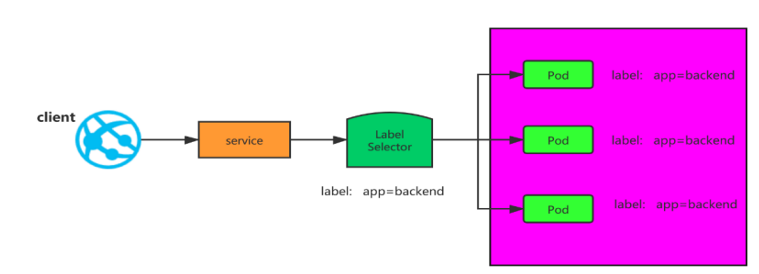 client
service
Label
Selector
label: app=backend
Pod
label: app=backend
Pod
label: app=backend
Pod
label: app=backend